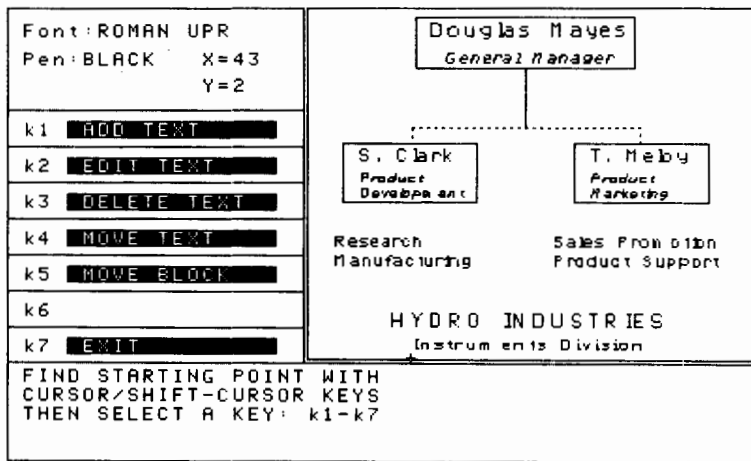 Font:ROMAN UPR
Pen:BLACK X=43
Y=2
k1 ADD TEXT
k2 EDIT TEXT
k3 DELETE TEXT
k4 MOVE TEXT
k5 MOVE BLOCK
k6
k7 EXIT
FIND STARTING POINT WITH
CURSOR/SHIFT-CURSOR KEYS
THEN SELECT A KEY: k1-k7
Douglas Mayes
General Manager
S. Clark
Product
Development
T. Melby
Product
Marketing
Research
Manufacturing
Sales Promotion
Product Support
HYDRO INDUSTRIES
Instruments Division